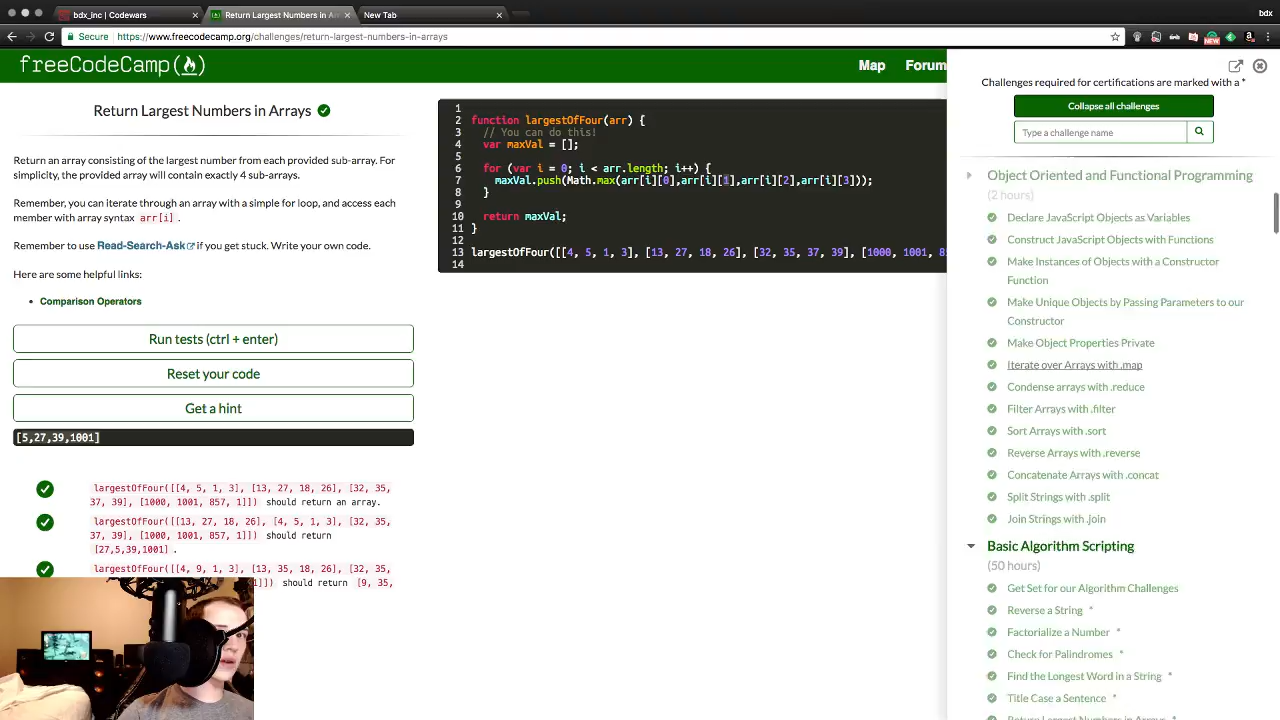 bdx_inc | Codewars
Return Largest Numbers in Ar
New Tab
bdx
Secure
https://www.freecodecamp.org/challenges/return-largest-numbers-in-arrays
NEW
freeCodeCamp
Map
Forum
Return Largest Numbers in Arrays
Return an array consisting of the largest number from each provided sub-array. For
simplicity, the provided array will contain exactly 4 sub-arrays.
Remember, you can iterate through an array with a simple for loop, and access each
member with array syntax arr[i] .
Remember to use Read-Search-Ask if you get stuck. Write your own code.
Here are some helpful links:
• Comparison Operators
Run tests (ctrl + enter)
Reset your code
Get a hint
[5,27,39,1001]
largestOfFour([[4, 5, 1, 3], [13, 27, 18, 26], [32, 35,
37, 39], [1000, 1001, 857, 1]]) should return an array.
largestOfFour([[13, 27, 18, 26], [4, 5, 1, 3], [32, 35,
37, 39], [1000, 1001, 857, 1]]) should return
[27,5,39,1001] .
largestOfFour([[4, 9, 1, 3], [13, 35, 18, 26], [32, 35,
1]]) should return [9, 35,
1
2 function largestOfFour(arr) {
3 // You can do this!
4 var maxVal = [];
5
6 for (var i = 0; i < arr.length; i++) {
7 maxVal.push(Math.max(arr[i][0],arr[i][1],arr[i][2],arr[i][3]));
8 }
9
10 return maxVal;
11 }
12
13 largestOfFour([[4, 5, 1, 3], [13, 27, 18, 26], [32, 35, 37, 39], [1000, 1001, 8
14
Challenges required for certifications are marked with a *
Collapse all challenges
Type a challenge name
Object Oriented and Functional Programming
(2 hours)
Declare JavaScript Objects as Variables
Construct JavaScript Objects with Functions
Make Instances of Objects with a Constructor
Function
Make Unique Objects by Passing Parameters to our
Constructor
Make Object Properties Private
Iterate over Arrays with .map
Condense arrays with .reduce
Filter Arrays with .filter
Sort Arrays with .sort
Reverse Arrays with .reverse
Concatenate Arrays with .concat
Split Strings with .split
Join Strings with .join
Basic Algorithm Scripting
(50 hours)
Get Set for our Algorithm Challenges
Reverse a String *
Factorialize a Number *
Check for Palindromes *
Find the Longest Word in a String *
Title Case a Sentence *
Return Largest Numbers in Arrays *